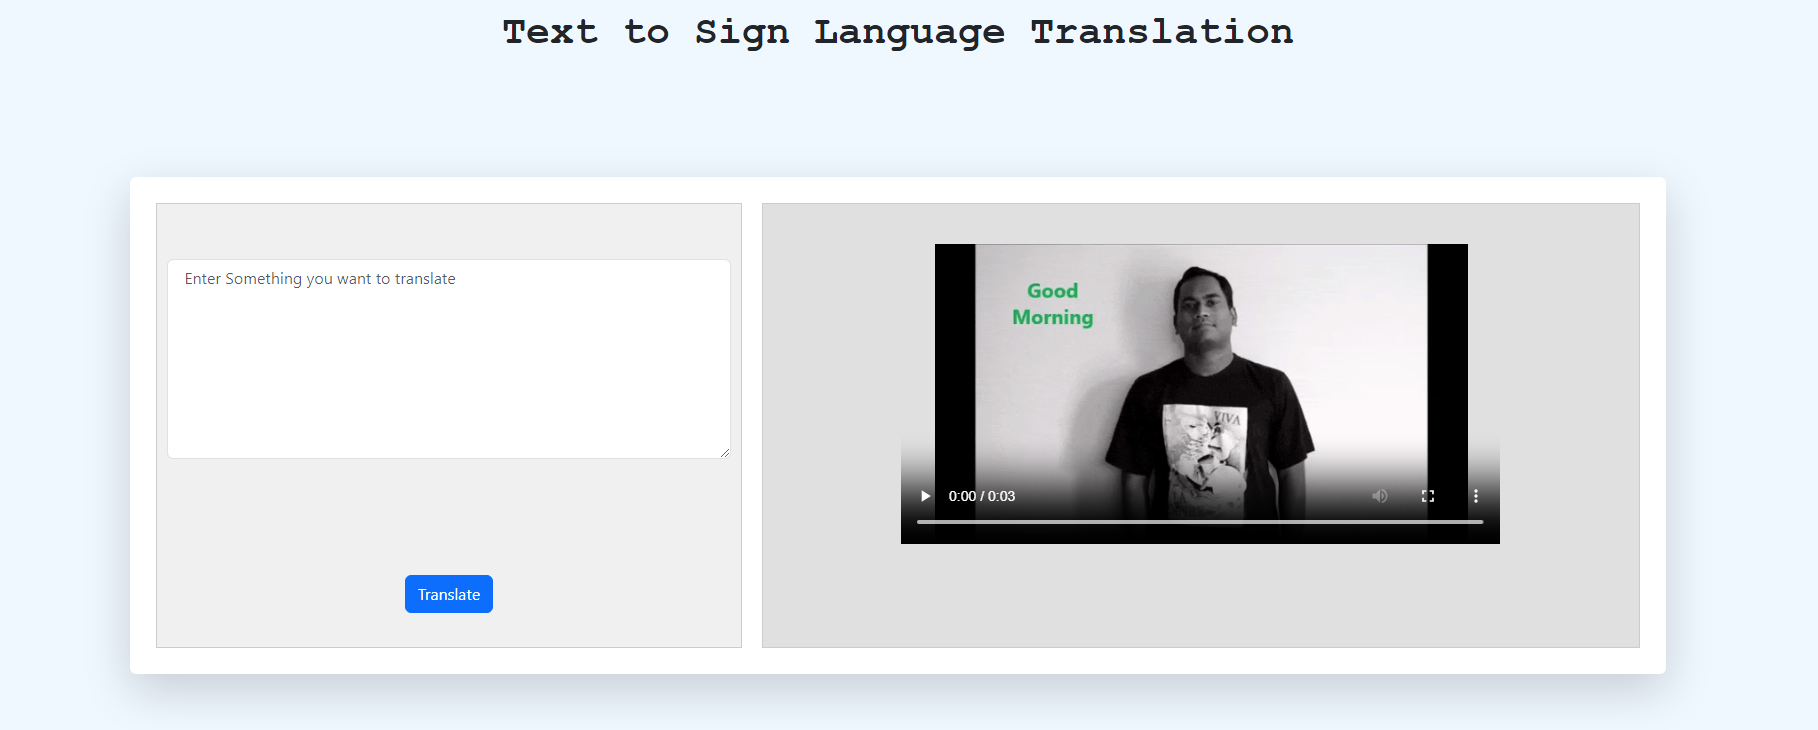 Text to Sign Language Translation
Enter Something you want to translate
Translate
Good
Morning
VIVA
0:00 / 0:03